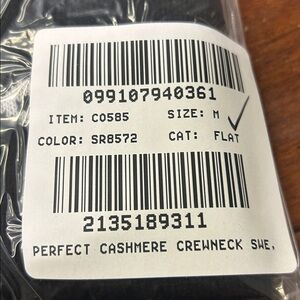 099107940361
ITEM: C0585 SIZE: M
COLOR: SR8572 CAT: FLAT
2135189311
PERFECT CASHMERE CREWNECK SWE.